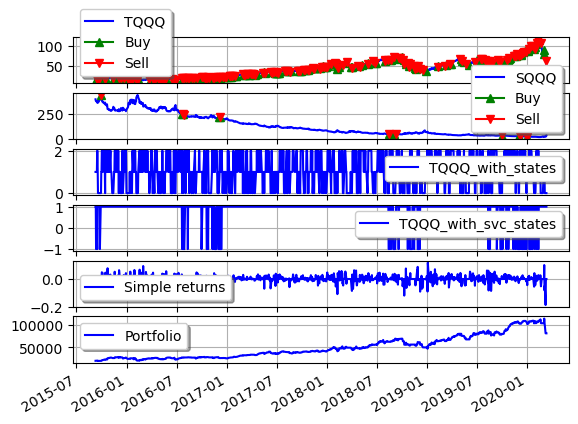 TQQQ
Buy
Sell
100
50
SQQQ
Buy
Sell
250
0
2
0
TQQQ_with_states
1
0
−1
TQQQ_with_svc_states
0.0
−0.2
Simple returns
100000
50000
Portfolio
2015-07
2016-01
2016-07
2017-01
2017-07
2018-01
2018-07
2019-01
2019-07
2020-01